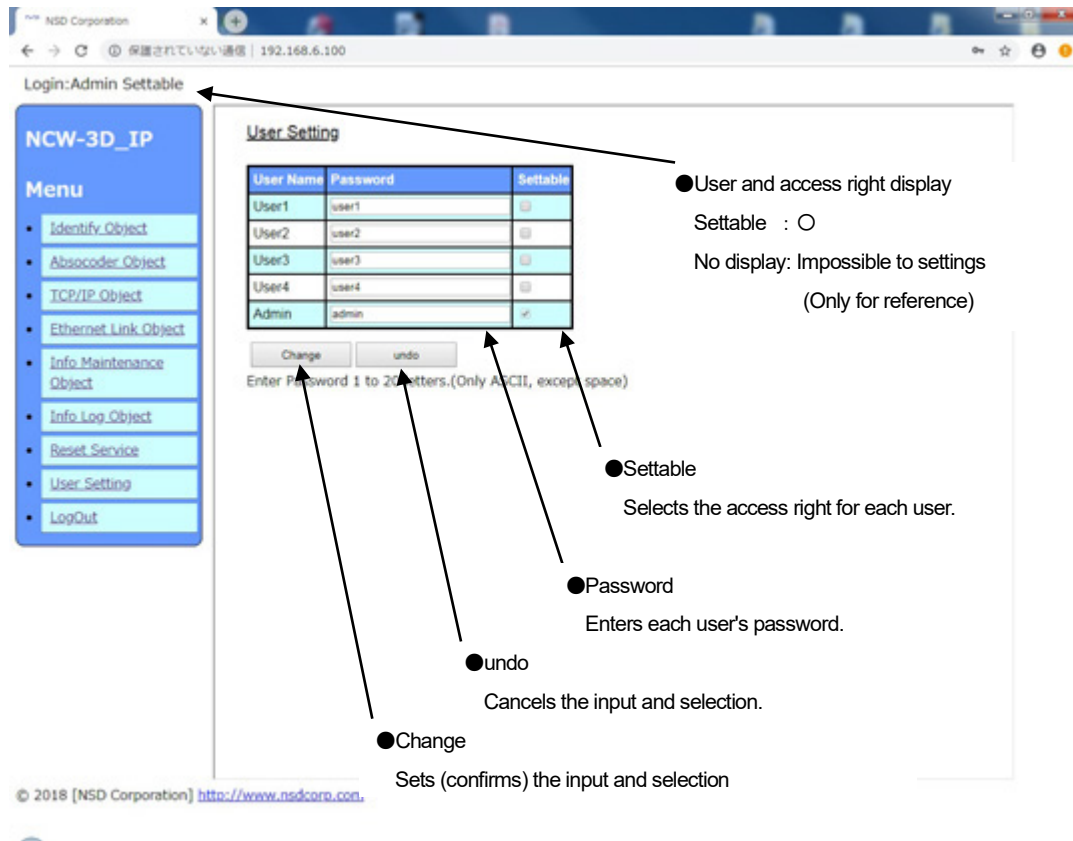 NSD Corporation
保護されていない通信 | 192.168.6.100
Login:Admin Settable
NCW-3D_IP
Menu
Identify Object
Absocoder Object
TCP/IP Object
Ethernet Link Object
Info Maintenance
Object
Info Log Object
Reset Service
User Setting
LogOut
User Setting
User Name Password Settable
User1 user1
User2 user2
User3 user3
User4 user4
Admin admin
Change undo
Enter Password 1 to 20 letters.(Only ASCII, except space)
●User and access right display
Settable : ○
No display: Impossible to settings
(Only for reference)
●Settable
Selects the access right for each user.
●Password
Enters each user's password.
●undo
Cancels the input and selection.
●Change
Sets (confirms) the input and selection
© 2018 [NSD Corporation] http://www.nsdcorp.com.